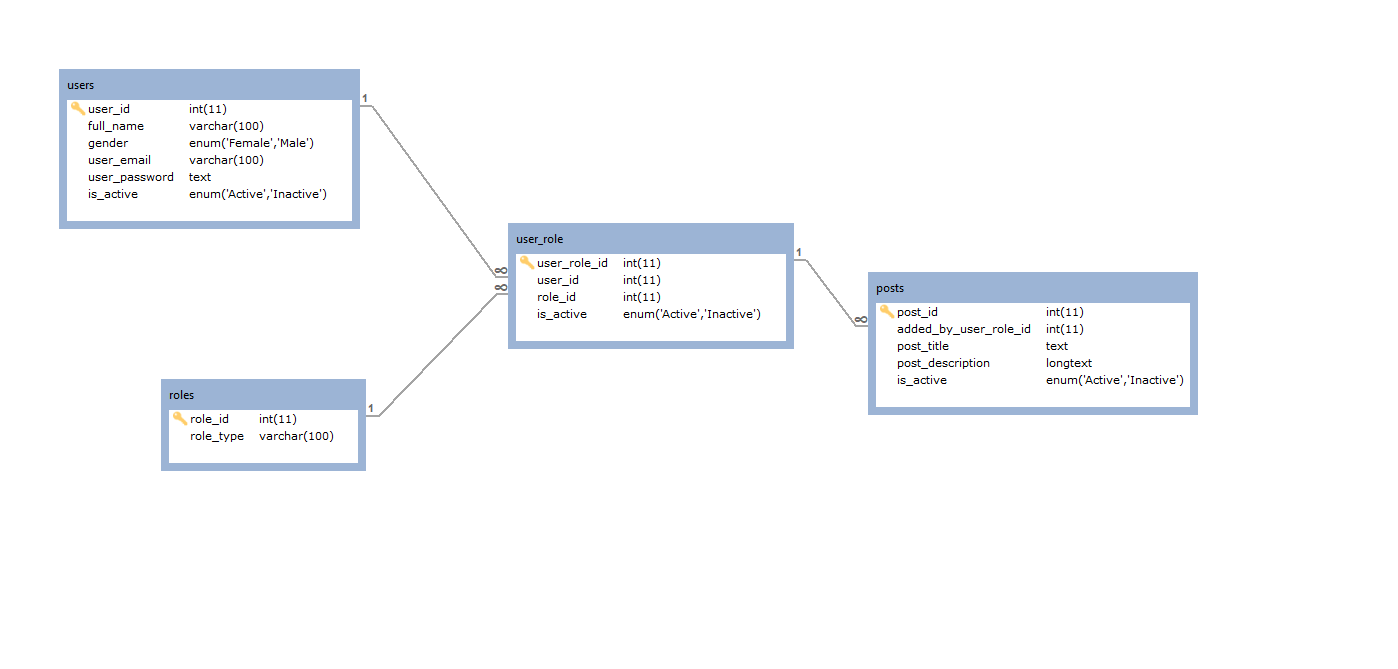 users
user_id int(11)
full_name varchar(100)
gender enum('Female','Male')
user_email varchar(100)
user_password text
is_active enum('Active','Inactive')
1
∞
∞
user_role
user_role_id int(11)
user_id int(11)
role_id int(11)
is_active enum('Active','Inactive')
1
∞
posts
post_id int(11)
added_by_user_role_id int(11)
post_title text
post_description longtext
is_active enum('Active','Inactive')
roles
role_id int(11)
role_type varchar(100)
1